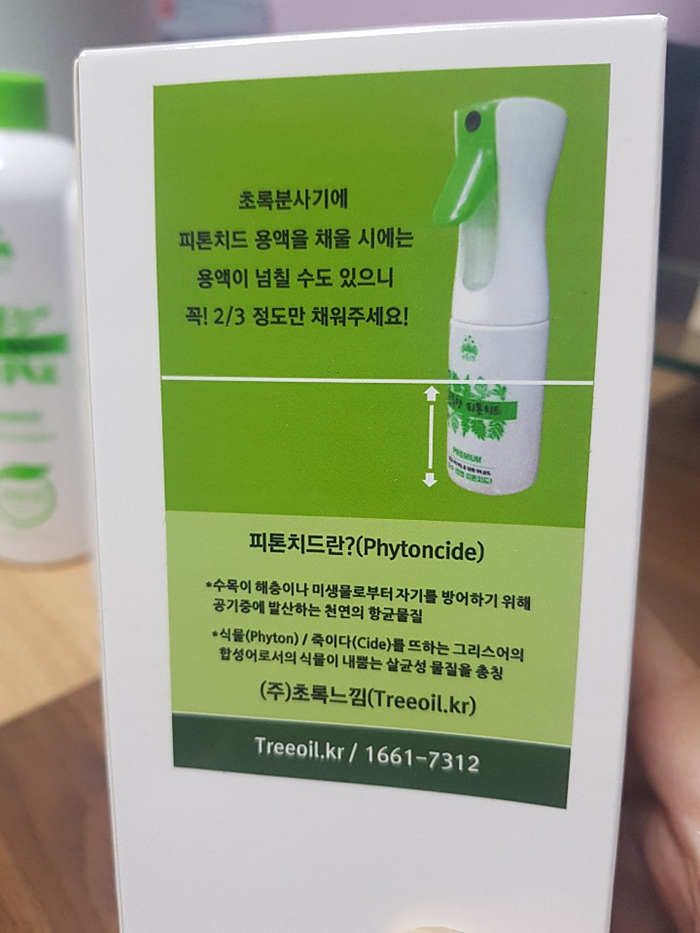 초록분사기에
피톤치드 용액을 채울 시에는
용액이 넘칠 수도 있으니
꼭! 2/3 정도만 채워주세요!
피톤치드
PREMIUM
피톤치드란?(Phytoncide)
*수목이 해충이나 미생물로부터 자기를 방어하기 위해
공기중에 발산하는 천연의 항균물질
*식물(Phyton) / 죽이다(Cide)를 뜨하는 그리스어의
합성어로서의 식물이 내뿜는 살균성 물질을 총칭
(주)초록느낌(Treeoil.kr)
Treeoil.kr / 1661-7312